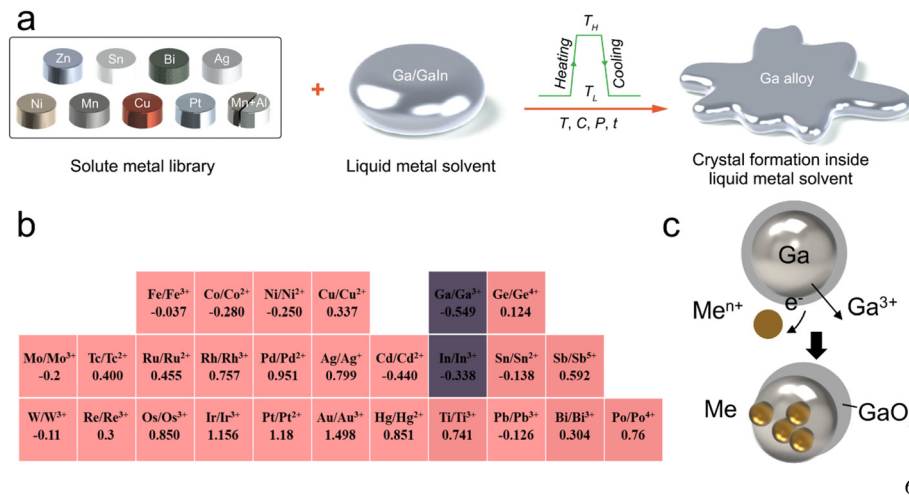 a
Zn Sn Bi Ag
Ni Mn Cu Pt Mn+Al
Solute metal library
+
Ga/GaIn
Liquid metal solvent
Heating
T_H
Cooling
T_L
T, C, P, t
Ga alloy
Crystal formation inside
liquid metal solvent
b
Fe/Fe³⁺ Co/Co²⁺ Ni/Ni²⁺ Cu/Cu²⁺ Ga/Ga³⁺ Ge/Ge⁴⁺
-0.037 -0.280 -0.250 0.337 -0.549 0.124
Mo/Mo³⁺ Tc/Tc²⁺ Ru/Ru²⁺ Rh/Rh³⁺ Pd/Pd²⁺ Ag/Ag⁺ Cd/Cd²⁺ In/In³⁺ Sn/Sn²⁺ Sb/Sb⁵⁺
-0.2 0.400 0.455 0.757 0.951 0.799 -0.440 -0.338 -0.138 0.592
W/W³⁺ Re/Re³⁺ Os/Os³⁺ Ir/Ir³⁺ Pt/Pt²⁺ Au/Au³⁺ Hg/Hg²⁺ Ti/Ti³⁺ Pb/Pb³⁺ Bi/Bi³⁺ Po/Po⁴⁺
-0.11 0.3 0.850 1.156 1.18 1.498 0.851 0.741 -0.126 0.304 0.76
c
Ga
Meⁿ⁺
e⁻
Ga³⁺
Me
GaO